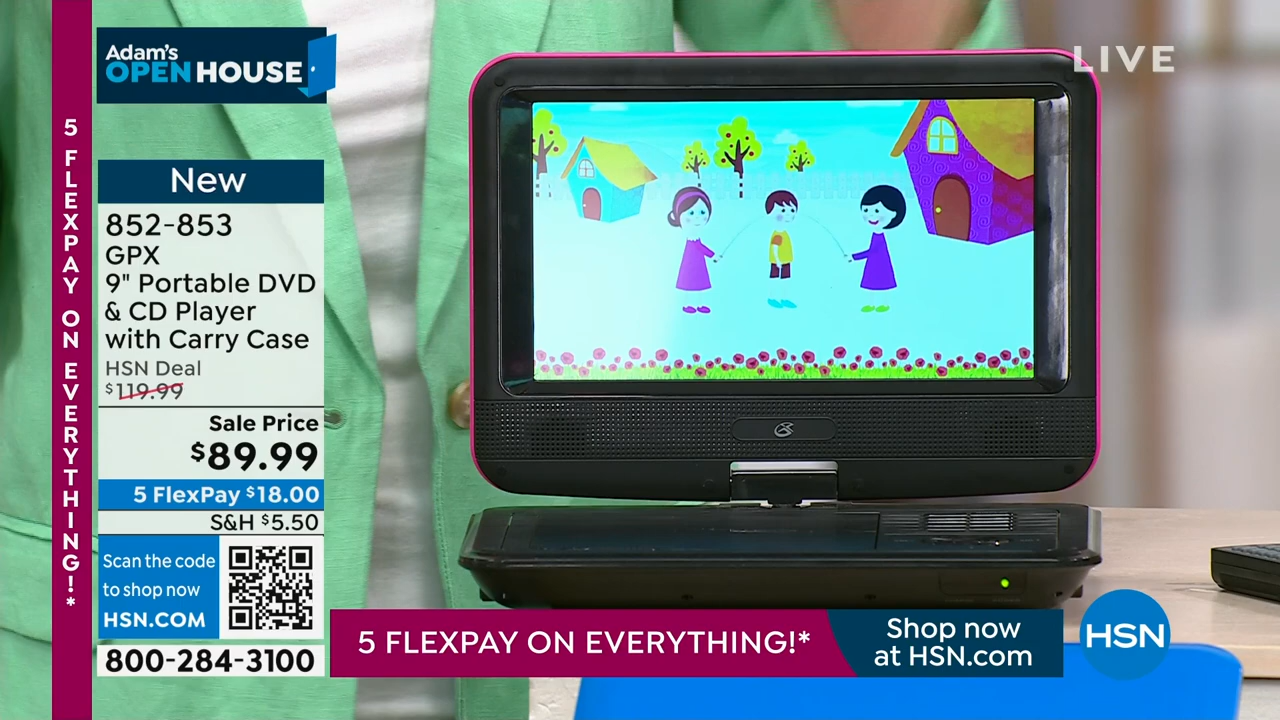 5 FLEXPAY ON EVERYTHING!*
Adam's
OPEN HOUSE
LIVE
New
852-853
GPX
9" Portable DVD
& CD Player
with Carry Case
HSN Deal
$119.99
Sale Price
$89.99
5 FlexPay $18.00
S&H $5.50
Scan the code
to shop now
HSN.COM
800-284-3100
5 FLEXPAY ON EVERYTHING!*
Shop now
at HSN.com
HSN